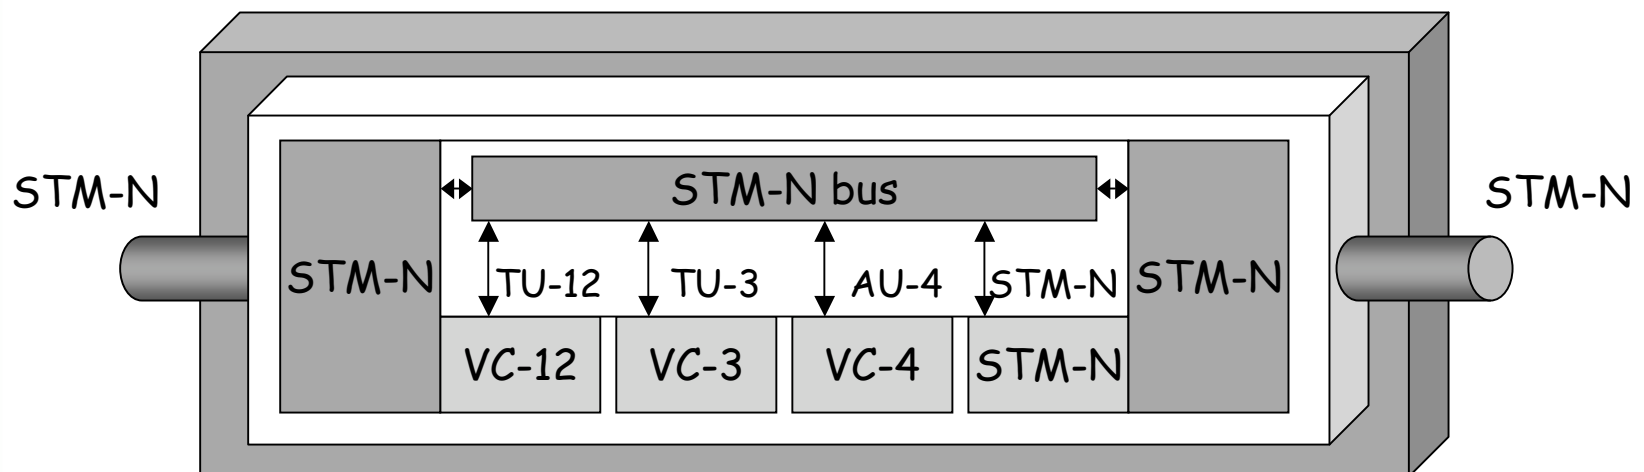 STM-N
STM-N bus
STM-N
STM-N
TU-12
TU-3
AU-4
STM-N
STM-N
VC-12
VC-3
VC-4
STM-N